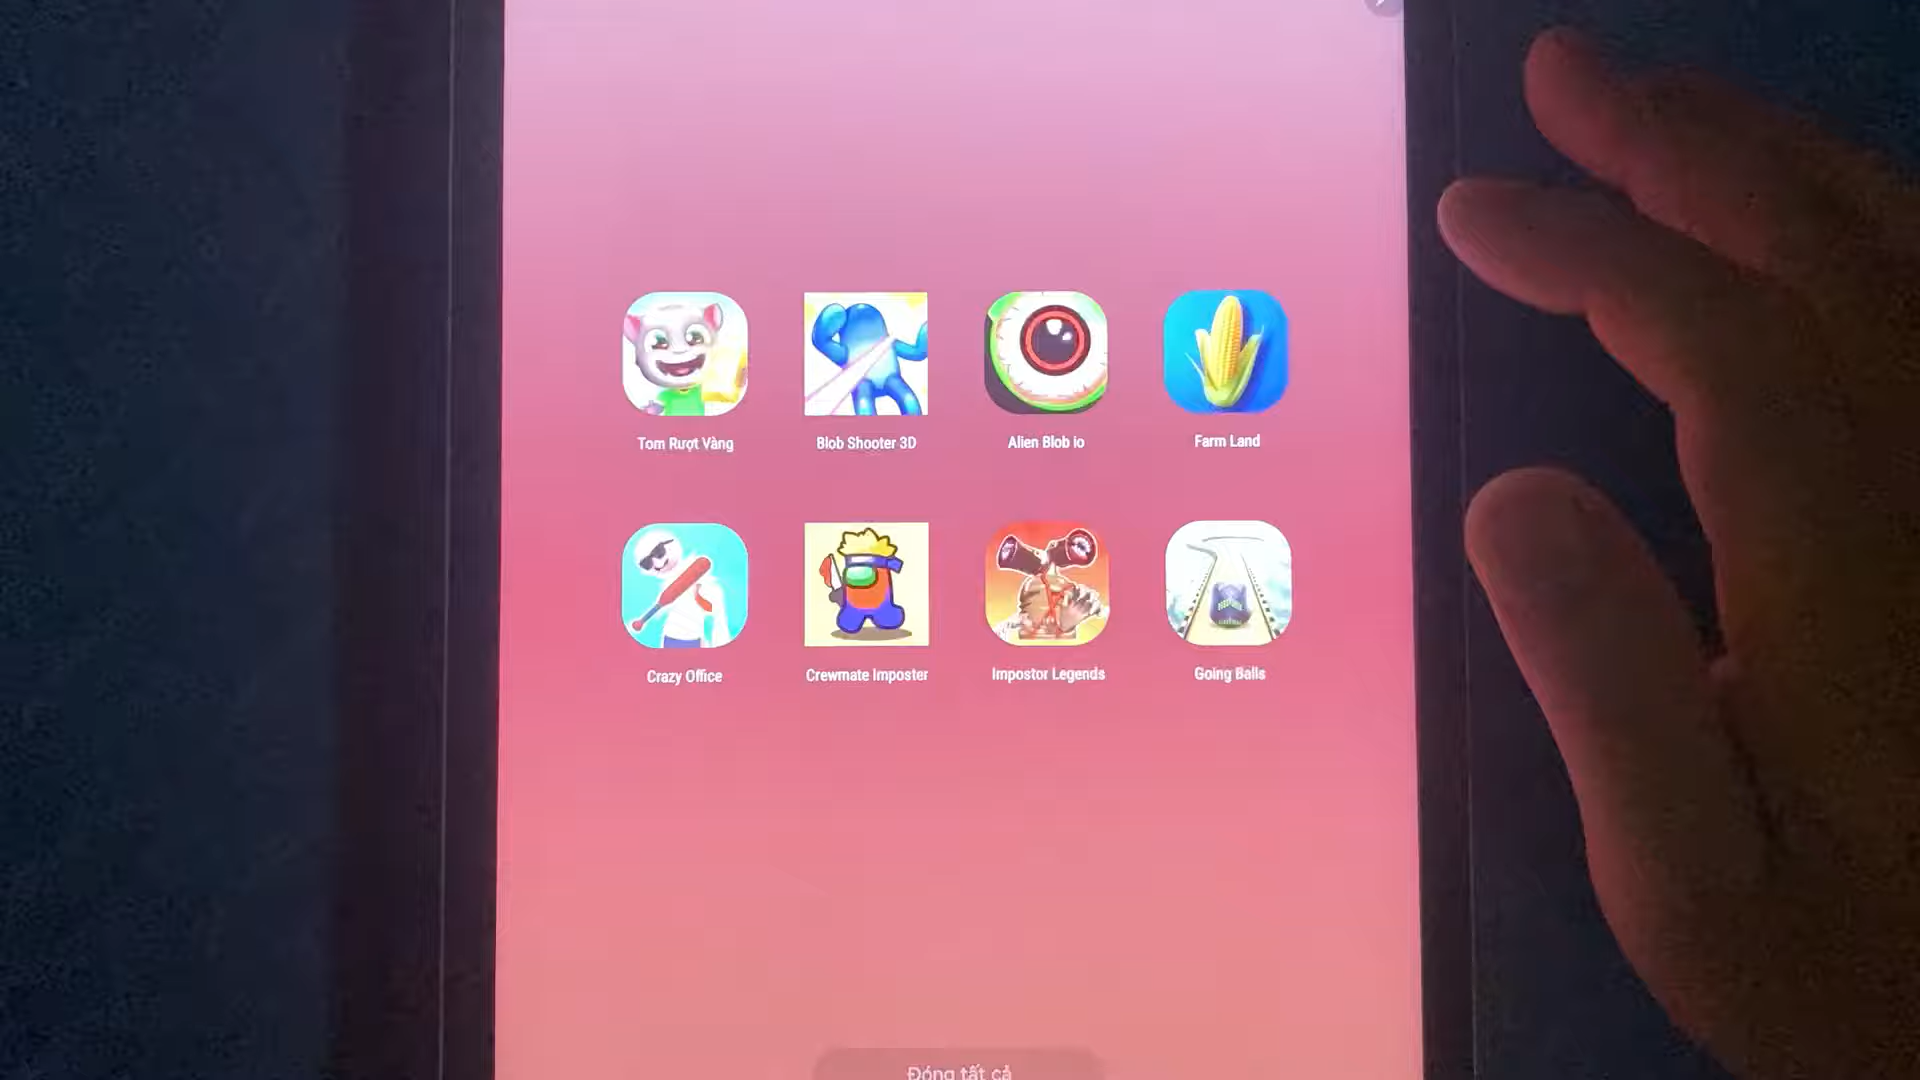 Tom Rượt Vàng
Blob Shooter 3D
Alien Blob io
Farm Land
Crazy Office
Crewmate Imposter
Impostor Legends
Going Balls
Đóng tất cả